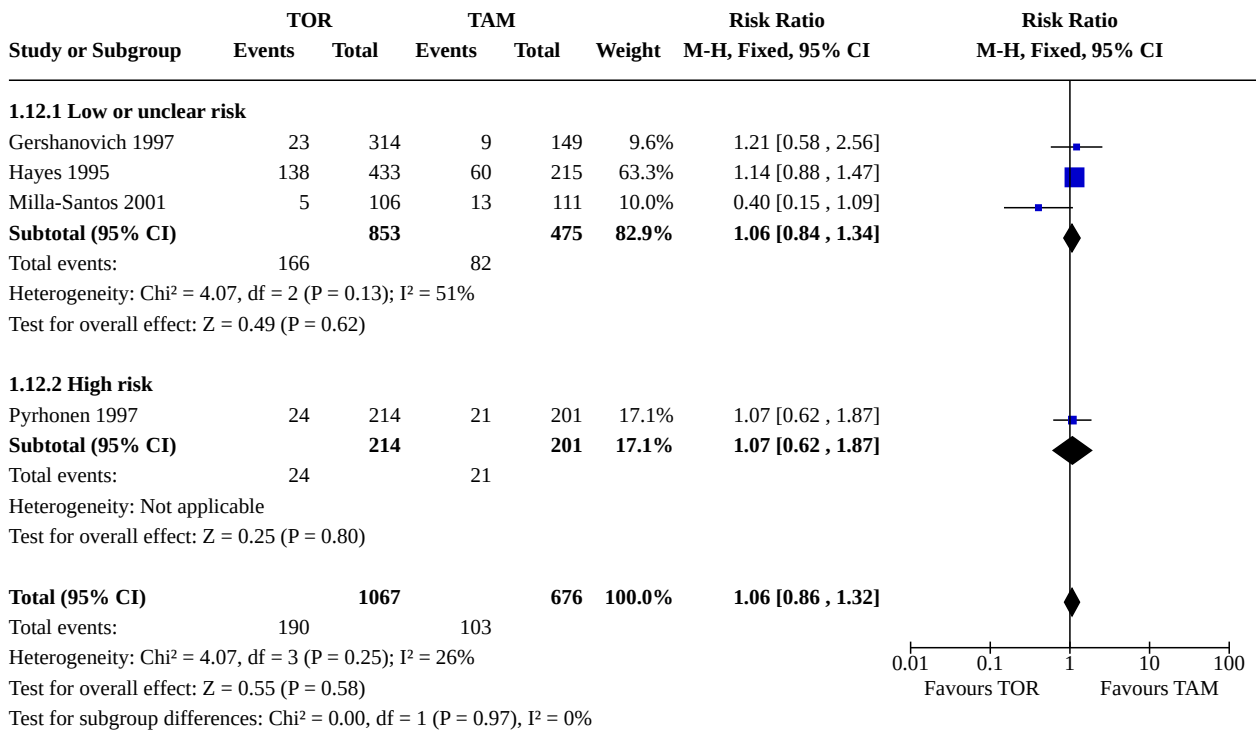 TOR TAM Risk Ratio Risk Ratio
Study or Subgroup Events Total Events Total Weight M-H, Fixed, 95% CI M-H, Fixed, 95% CI
1.12.1 Low or unclear risk
Gershanovich 1997 23 314 9 149 9.6% 1.21 [0.58 , 2.56]
Hayes 1995 138 433 60 215 63.3% 1.14 [0.88 , 1.47]
Milla-Santos 2001 5 106 13 111 10.0% 0.40 [0.15 , 1.09]
Subtotal (95% CI) 853 475 82.9% 1.06 [0.84 , 1.34]
Total events: 166 82
Heterogeneity: Chi² = 4.07, df = 2 (P = 0.13); I² = 51%
Test for overall effect: Z = 0.49 (P = 0.62)
1.12.2 High risk
Pyrhonen 1997 24 214 21 201 17.1% 1.07 [0.62 , 1.87]
Subtotal (95% CI) 214 201 17.1% 1.07 [0.62 , 1.87]
Total events: 24 21
Heterogeneity: Not applicable
Test for overall effect: Z = 0.25 (P = 0.80)
Total (95% CI) 1067 676 100.0% 1.06 [0.86 , 1.32]
Total events: 190 103
Heterogeneity: Chi² = 4.07, df = 3 (P = 0.25); I² = 26%
Test for overall effect: Z = 0.55 (P = 0.58)
Test for subgroup differences: Chi² = 0.00, df = 1 (P = 0.97), I² = 0%
0.01 0.1 1 10 100
Favours TOR Favours TAM